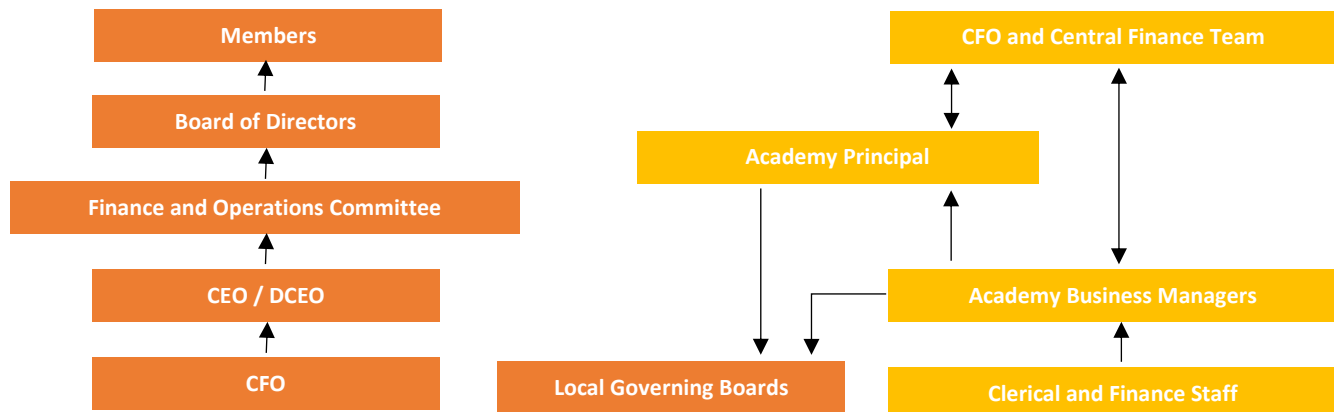 Members
Board of Directors
Finance and Operations Committee
CEO / DCEO
CFO
CFO and Central Finance Team
Academy Principal
Academy Business Managers
Local Governing Boards
Clerical and Finance Staff